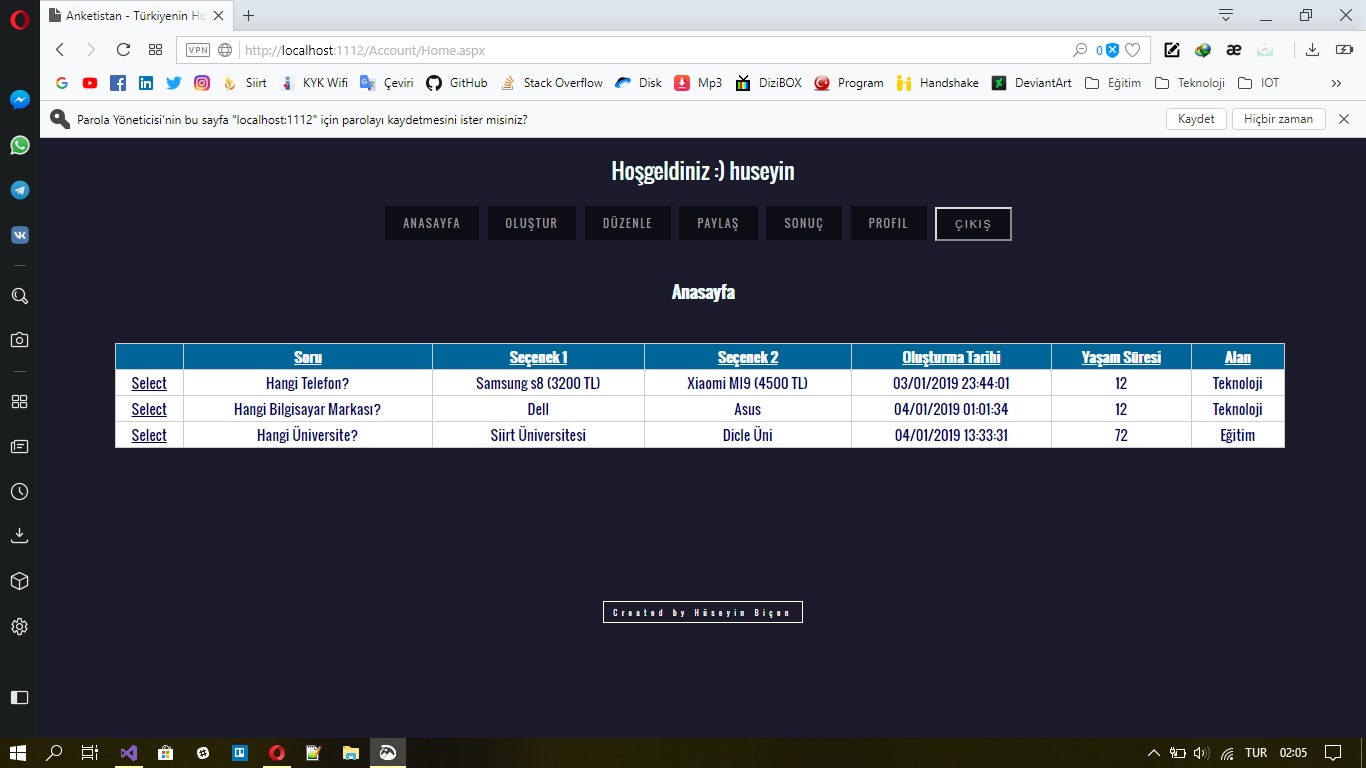 Anketistan - Türkiyenin Hı
VPN http://localhost:1112/Account/Home.aspx 0
Siirt KYK Wifi Çeviri GitHub Stack Overflow Disk Mp3 DiziBOX Program Handshake DeviantArt Eğitim Teknoloji IOT
Parola Yöneticisi'nin bu sayfa "localhost:1112" için parolayı kaydetmesini ister misiniz? Kaydet Hiçbir zaman
Hoşgeldiniz :) huseyin
ANASAYFA OLUŞTUR DÜZENLE PAYLAŞ SONUÇ PROFIL ÇIKIŞ
Anasayfa
Soru Seçenek 1 Seçenek 2 Oluşturma Tarihi Yaşam Süresi Alan
Select Hangi Telefon? Samsung s8 (3200 TL) Xiaomi MI9 (4500 TL) 03/01/2019 23:44:01 12 Teknoloji
Select Hangi Bilgisayar Markası? Dell Asus 04/01/2019 01:01:34 12 Teknoloji
Select Hangi Üniversite? Siirt Üniversitesi Dicle Üni 04/01/2019 13:33:31 72 Eğitim
Created by Hüseyin Biçen
TUR 02:05